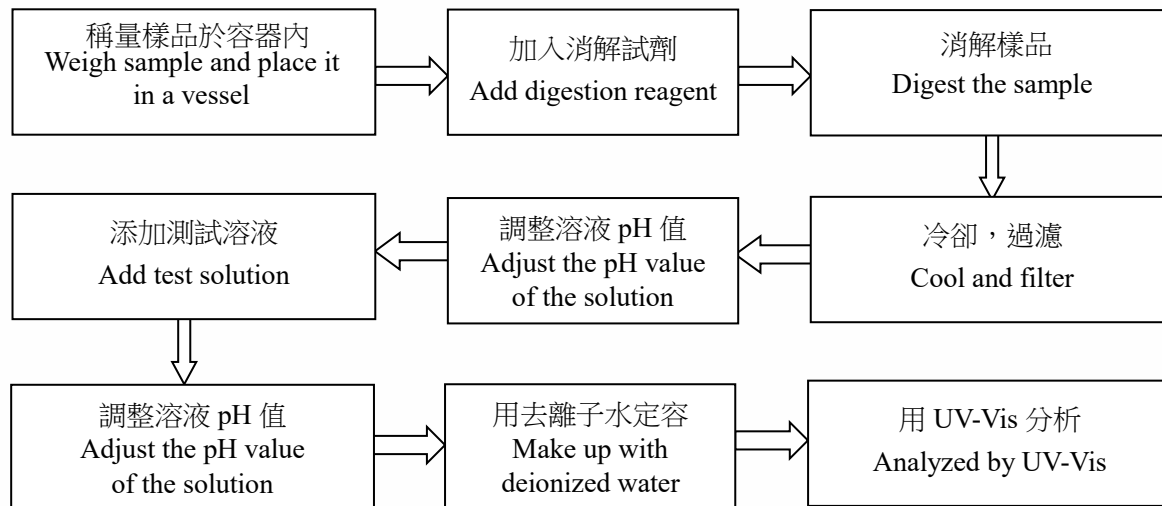 稱量樣品於容器內
Weigh sample and place it
in a vessel
加入消解試劑
Add digestion reagent
消解樣品
Digest the sample
冷卻，過濾
Cool and filter
調整溶液 pH 值
Adjust the pH value
of the solution
添加測試溶液
Add test solution
調整溶液 pH 值
Adjust the pH value
of the solution
用去離子水定容
Make up with
deionized water
用 UV-Vis 分析
Analyzed by UV-Vis